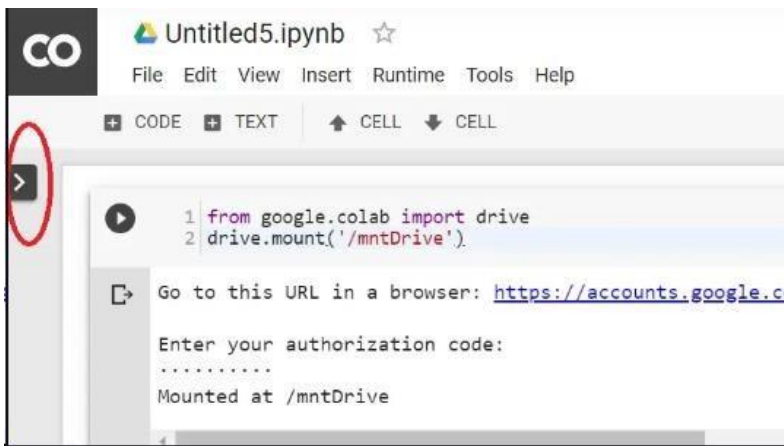 CO
Untitled5.ipynb
File Edit View Insert Runtime Tools Help
CODE TEXT CELL CELL
1 from google.colab import drive
2 drive.mount('/mntDrive')
Go to this URL in a browser: https://accounts.google.c
Enter your authorization code:
..........
Mounted at /mntDrive